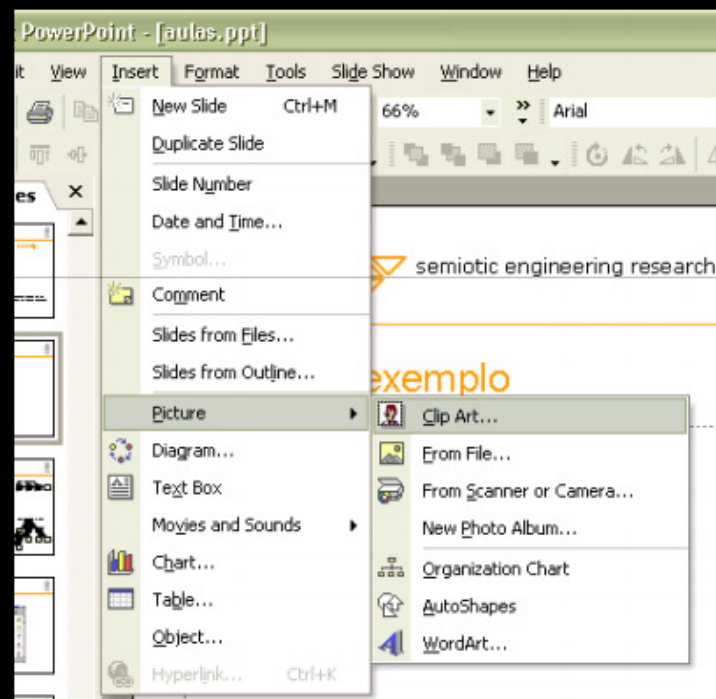 PowerPoint - [aulas.ppt]
it View Insert Format Tools Slide Show Window Help
New Slide Ctrl+M
66%
Arial
Duplicate Slide
Slide Number
es
Date and Time...
Symbol...
semiotic engineering research
Comment
Slides from Files...
Slides from Outline...
exemplo
Picture
Clip Art...
Diagram...
From File...
Text Box
From Scanner or Camera...
Movies and Sounds
New Photo Album...
Chart...
Organization Chart
Table...
AutoShapes
Object...
WordArt...
Hyperlink... Ctrl+K